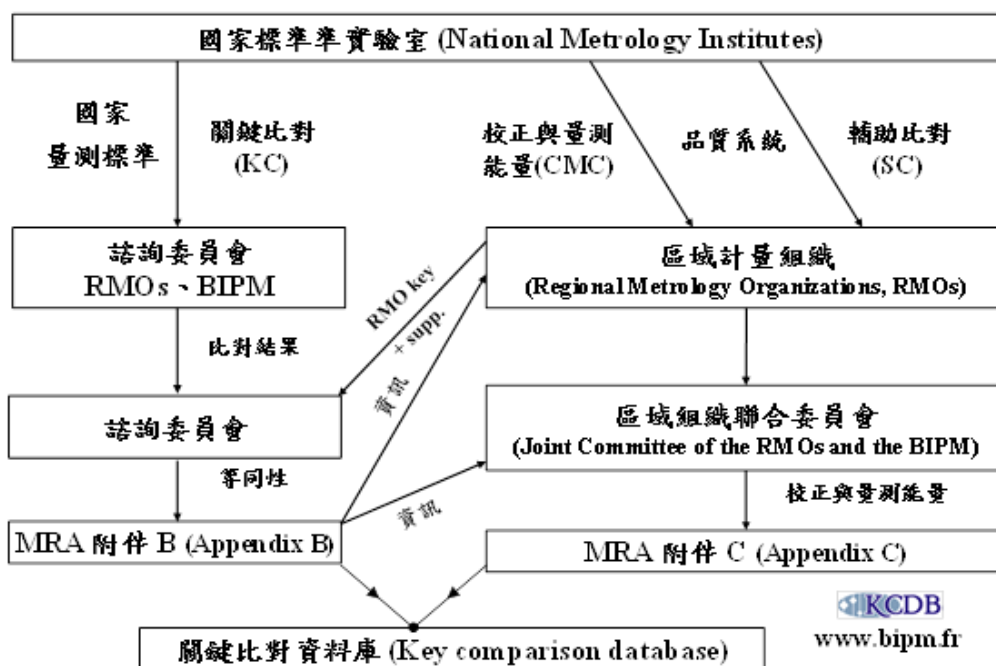 國家標準準實驗室 (National Metrology Institutes)
國家
量測標準
關鍵比對
(KC)
校正與量測
能量(CMC)
品質系統
輔助比對
(SC)
諮詢委員會
RMOs、BIPM
區域計量組織
(Regional Metrology Organizations, RMOs)
RMO key
+ supp.
資訊
比對結果
諮詢委員會
區域組織聯合委員會
(Joint Committee of the RMOs and the BIPM)
等同性
資訊
校正與量測能量
MRA 附件 B (Appendix B)
MRA 附件 C (Appendix C)
KCDB
www.bipm.fr
關鍵比對資料庫 (Key comparison database)